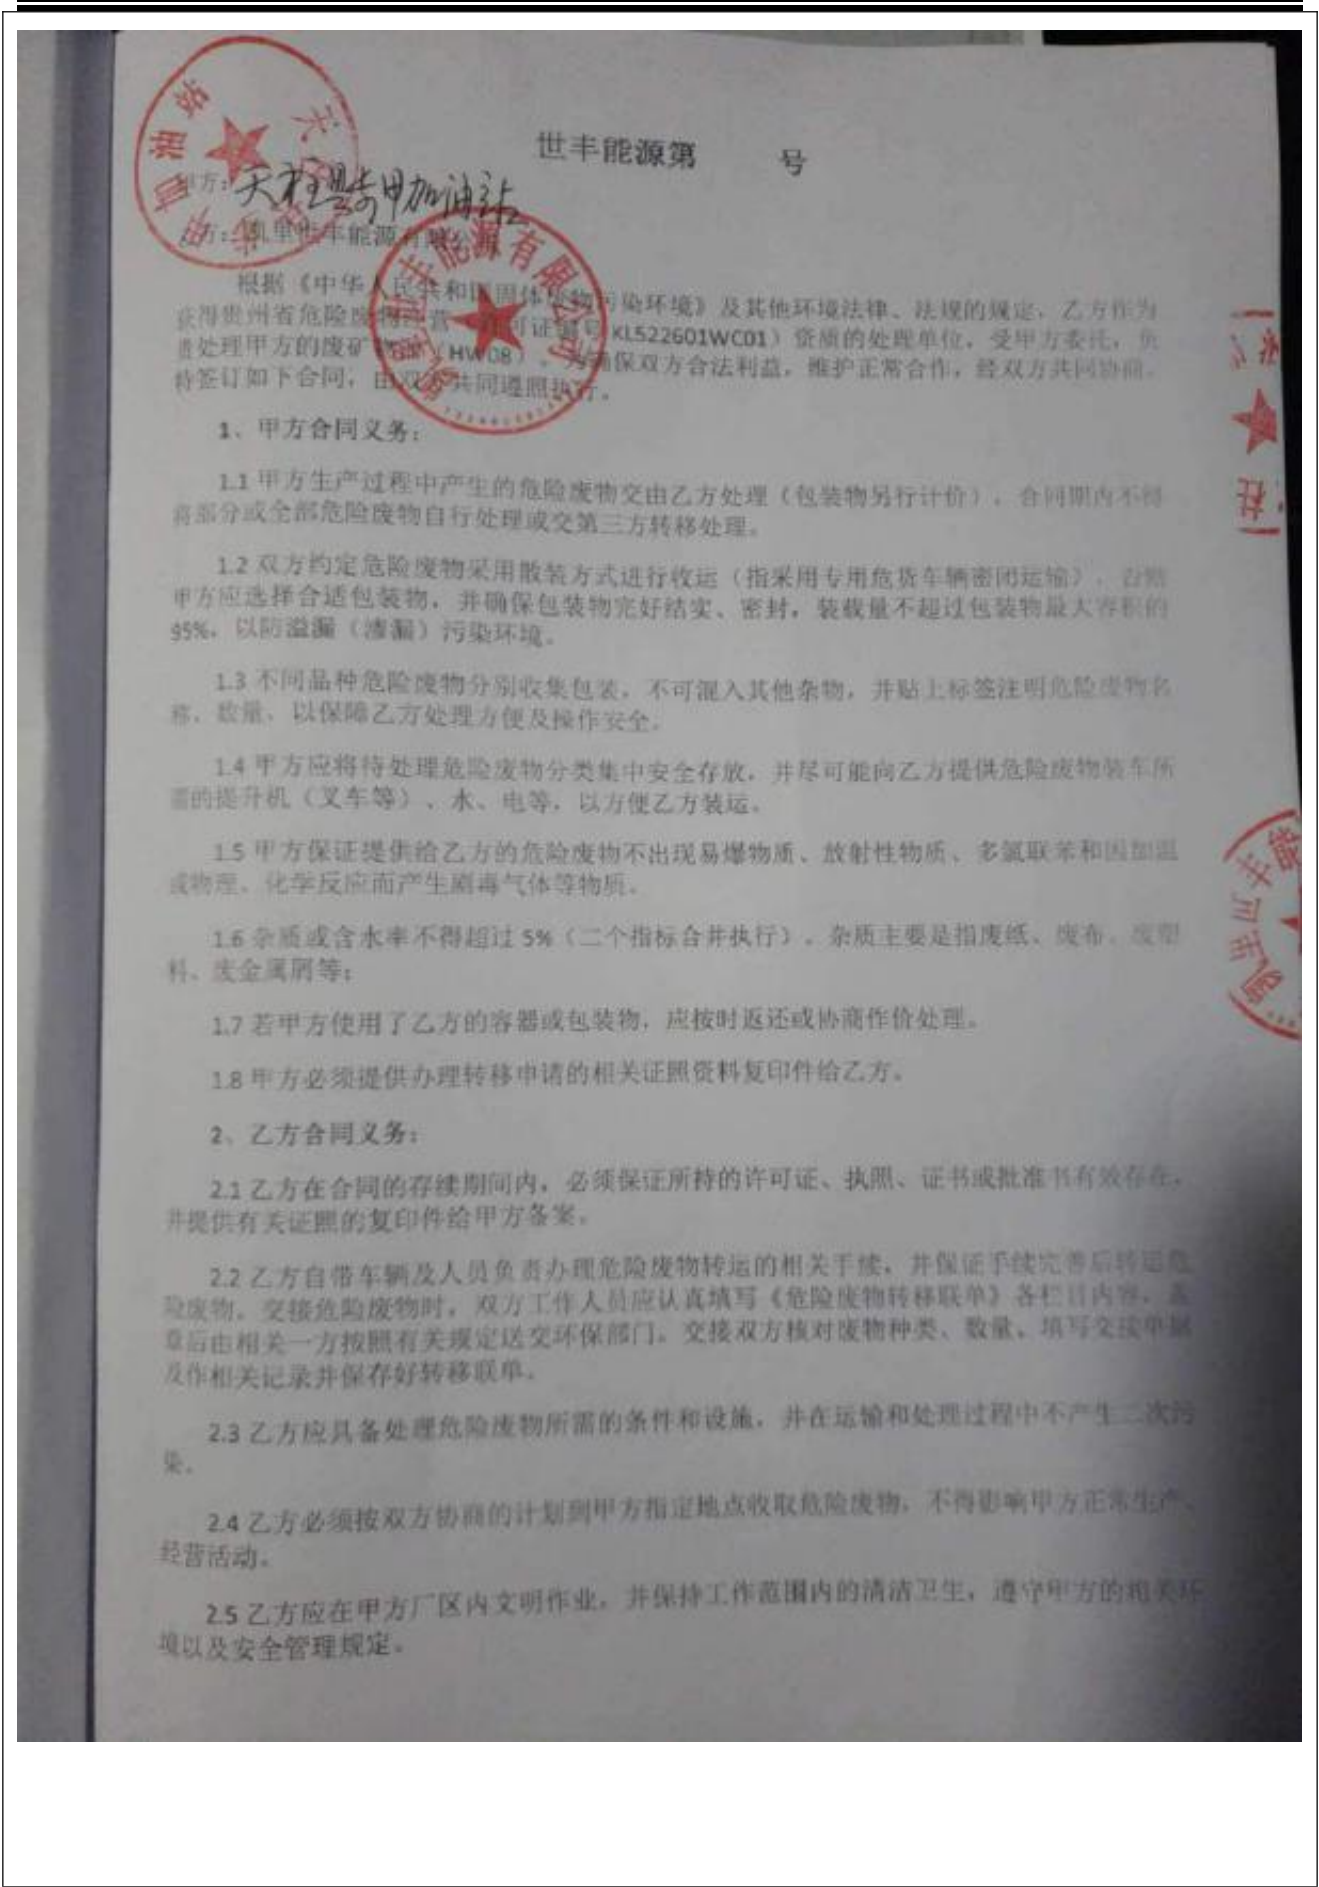 世丰能源第 号
甲方：天柱县 甲加油站
乙方：凯里世丰能源有限公司
根据《中华人民共和国固体废物污染环境》及其他环境法律、法规的规定，乙方作为
获得贵州省危险废物经营许可证编号KL522601WC01）资质的处理单位，受甲方委托，负
责处理甲方的废矿物油（HW08）。为确保双方合法利益，维护正常合作，经双方共同协商，
特签订如下合同，由双方共同遵照执行。
1、甲方合同义务：
1.1 甲方生产过程中产生的危险废物交由乙方处理（包装物另行计价），合同期内不得
将部分或全部危险废物自行处理或交第三方转移处理。
1.2 双方约定危险废物采用散装方式进行收运（指采用专用危货车辆密闭运输），否则
甲方应选择合适包装物，并确保包装物完好结实、密封，装载量不超过包装物最大容积的
95%，以防溢漏（渗漏）污染环境。
1.3 不同品种危险废物分别收集包装，不可混入其他杂物，并贴上标签注明危险废物名
称、数量、以保障乙方处理方便及操作安全。
1.4 甲方应将待处理危险废物分类集中安全存放，并尽可能向乙方提供危险废物装车所
需的提升机（叉车等）、水、电等，以方便乙方装运。
1.5 甲方保证提供给乙方的危险废物不出现易爆物质、放射性物质、多氯联苯和因加温
或物理、化学反应而产生剧毒气体等物质。
1.6 杂质或含水率不得超过 5%（二个指标合并执行）。杂质主要是指废纸、废布、废塑
料、废金属屑等；
1.7 若甲方使用了乙方的容器或包装物，应按时返还或协商作价处理。
1.8 甲方必须提供办理转移申请的相关证照资料复印件给乙方。
2、乙方合同义务：
2.1 乙方在合同的存续期间内，必须保证所持的许可证、执照、证书或批准书有效存在，
并提供有关证照的复印件给甲方备案。
2.2 乙方自带车辆及人员负责办理危险废物转运的相关手续，并保证手续完善后转运危
险废物。交接危险废物时，双方工作人员应认真填写《危险废物转移联单》各栏目内容，盖
章后由相关一方按照有关规定送交环保部门。交接双方核对废物种类、数量，填写交接单据
及作相关记录并保存好转移联单。
2.3 乙方应具备处理危险废物所需的条件和设施，并在运输和处理过程中不产生二次污
染。
2.4 乙方必须按双方协商的计划到甲方指定地点收取危险废物，不得影响甲方正常生产、
经营活动。
2.5 乙方应在甲方厂区内文明作业，并保持工作范围内的清洁卫生，遵守甲方的相关环
境以及安全管理规定。